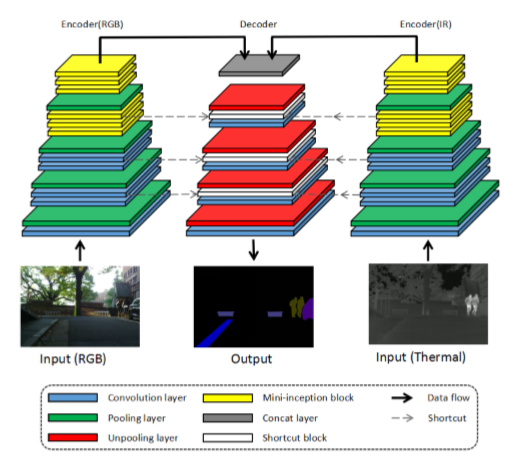 Encoder(RGB)
Decoder
Encoder(IR)
Input (RGB)
Output
Input (Thermal)
Convolution layer
Mini-inception block
Data flow
Pooling layer
Concat layer
Shortcut
Unpooling layer
Shortcut block